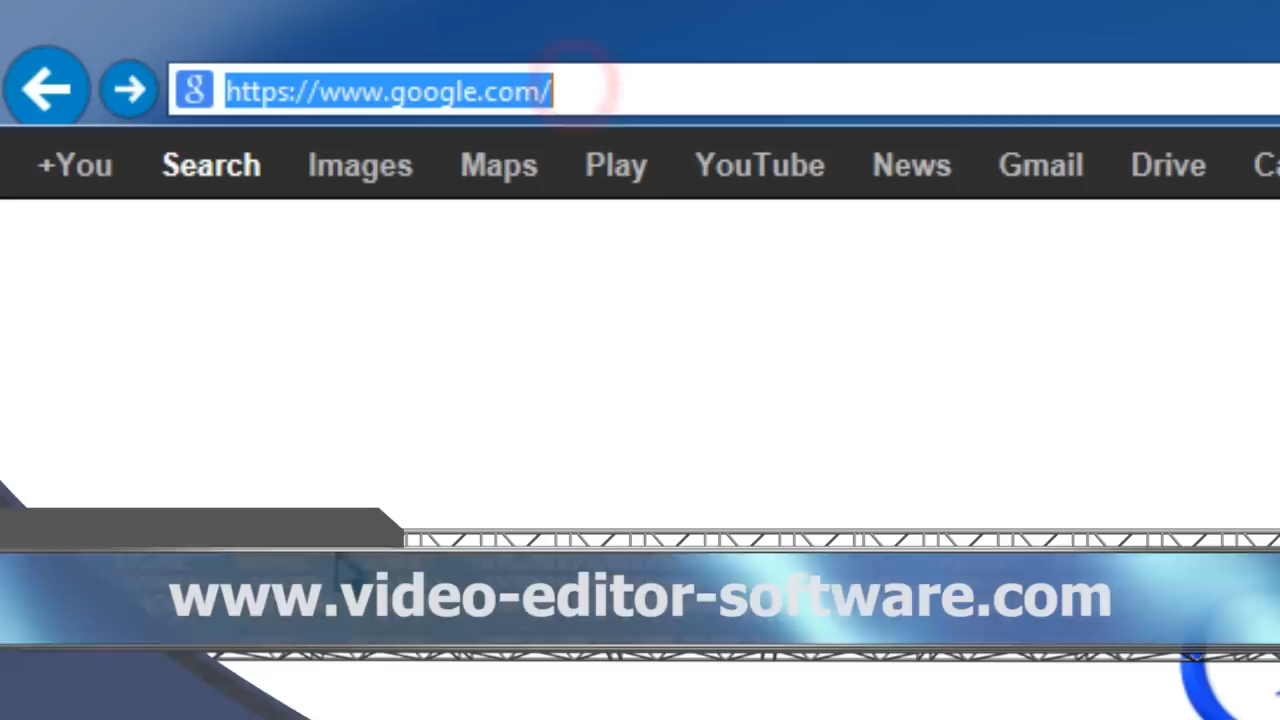 https://www.google.com/
+You Search Images Maps Play YouTube News Gmail Drive
www.video-editor-software.com